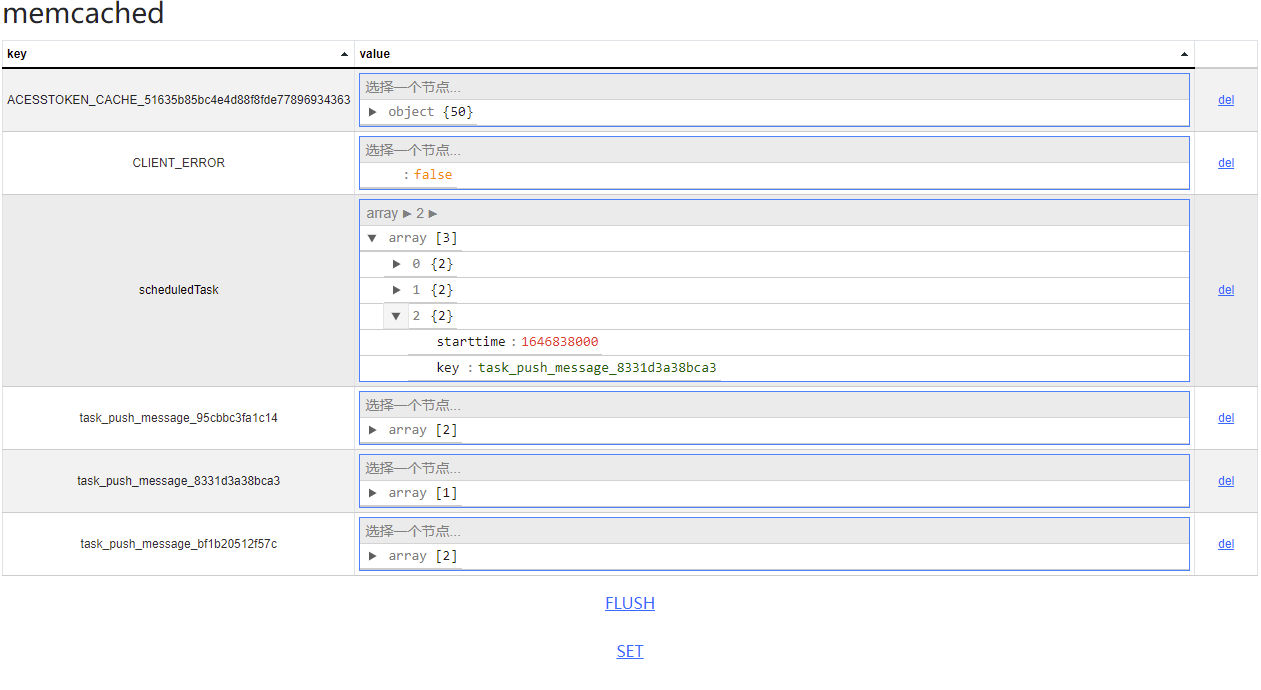 memcached
key value
ACESSTOKEN_CACHE_51635b85bc4e4d88f8fde77896934363
选择一个节点...
object {50}
del
CLIENT_ERROR
选择一个节点...
: false
del
scheduledTask
array ► 2 ►
array [3]
0 {2}
1 {2}
2 {2}
starttime : 1646838000
key : task_push_message_8331d3a38bca3
del
task_push_message_95cbbc3fa1c14
选择一个节点...
array [2]
del
task_push_message_8331d3a38bca3
选择一个节点...
array [1]
del
task_push_message_bf1b20512f57c
选择一个节点...
array [2]
del
FLUSH
SET